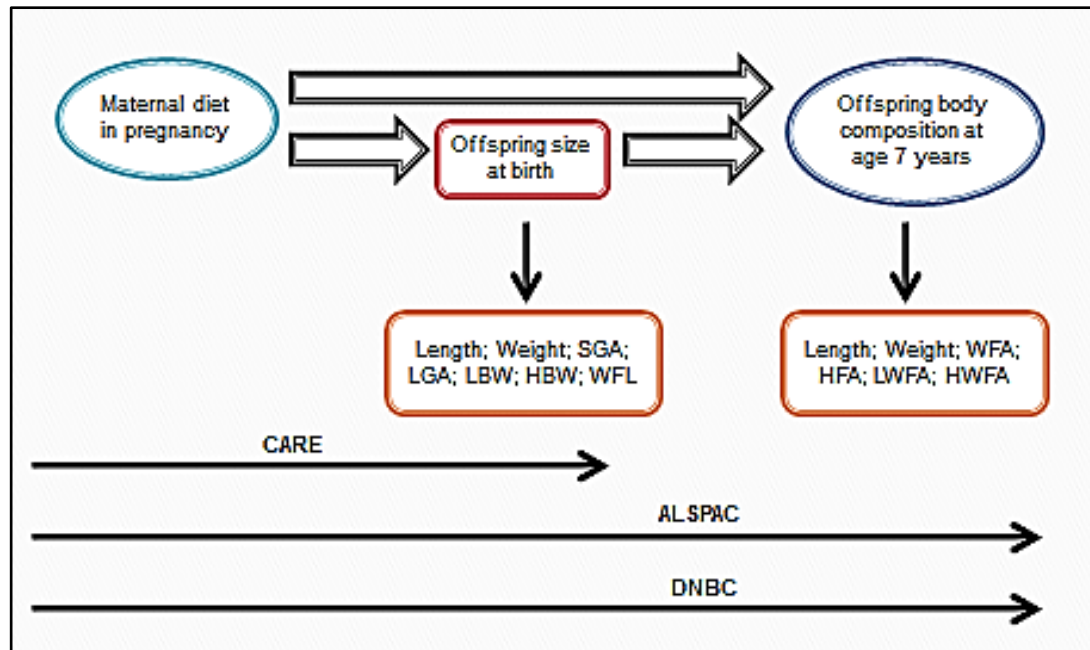 Maternal diet
in pregnancy
Offspring size
at birth
Offspring body
composition at
age 7 years
Length; Weight; SGA;
LGA; LBW; HBW; WFL
Length; Weight; WFA;
HFA; LWFA; HWFA
CARE
ALSPAC
DNBC